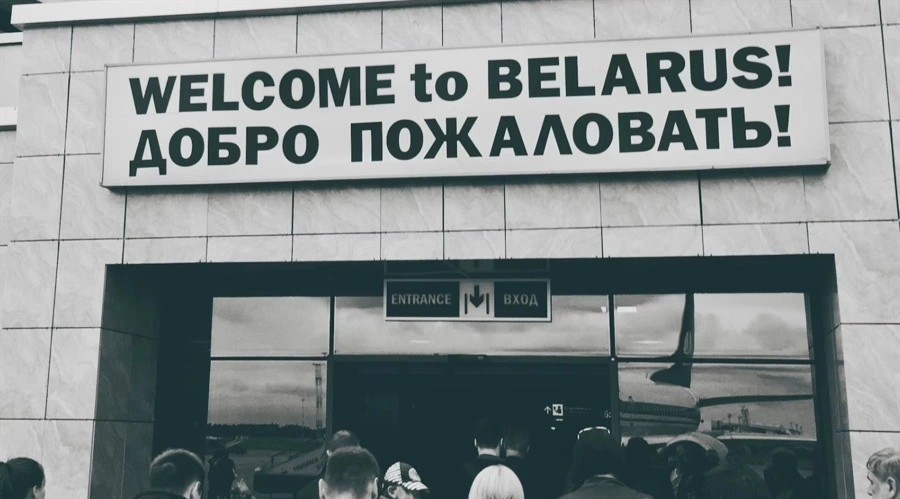 WELCOME to BELARUS!
ДОБРО ПОЖАЛОВАТЬ!
ENTRANCE ВХОД